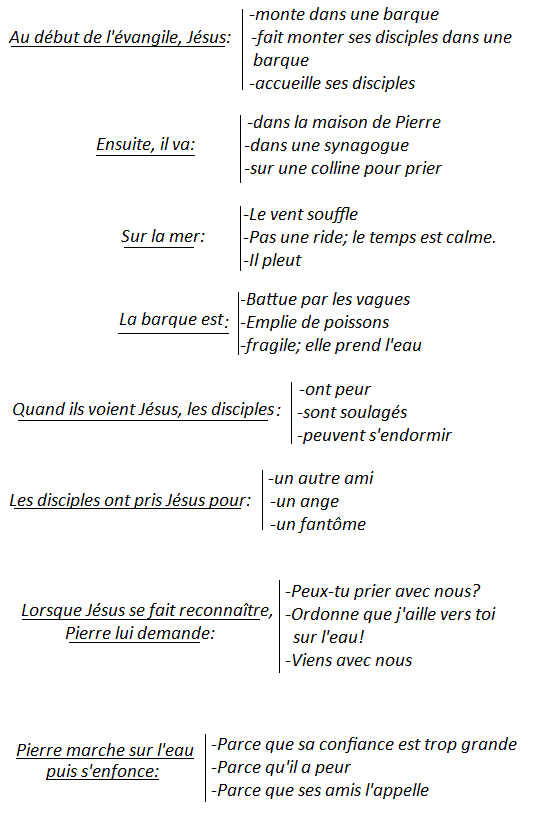 Au début de l'évangile, Jésus:
-monte dans une barque
-fait monter ses disciples dans une
barque
-accueille ses disciples
Ensuite, il va:
-dans la maison de Pierre
-dans une synagogue
-sur une colline pour prier
Sur la mer:
-Le vent souffle
-Pas une ride; le temps est calme.
-Il pleut
La barque est:
-Battue par les vagues
-Emplie de poissons
-fragile; elle prend l'eau
Quand ils voient Jésus, les disciples:
-ont peur
-sont soulagés
-peuvent s'endormir
Les disciples ont pris Jésus pour:
-un autre ami
-un ange
-un fantôme
Lorsque Jésus se fait reconnaître,
Pierre lui demande:
-Peux-tu prier avec nous?
-Ordonne que j'aille vers toi
sur l'eau!
-Viens avec nous
Pierre marche sur l'eau
puis s'enfonce:
-Parce que sa confiance est trop grande
-Parce qu'il a peur
-Parce que ses amis l'appelle